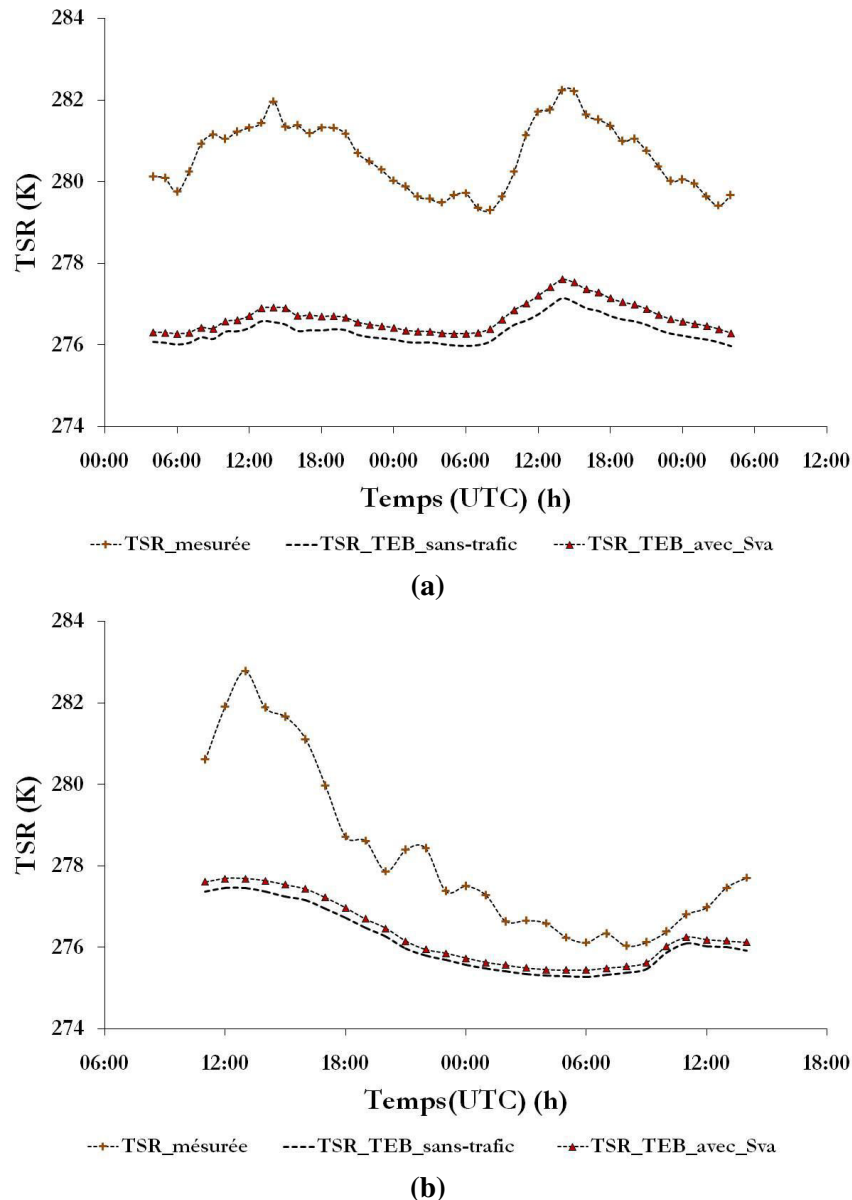 284
282
280
278
276
274
TSR (K)
00:00 06:00 12:00 18:00 00:00 06:00 12:00 18:00 00:00 06:00 12:00
Temps (UTC) (h)
TSR_mesurée TSR_TEB_sans-trafic TSR_TEB_avec_Sva
(a)
284
282
280
278
276
274
TSR (K)
06:00 12:00 18:00 00:00 06:00 12:00 18:00
Temps(UTC) (h)
TSR_mésurée TSR_TEB_sans-trafic TSR_TEB_avec_Sva
(b)